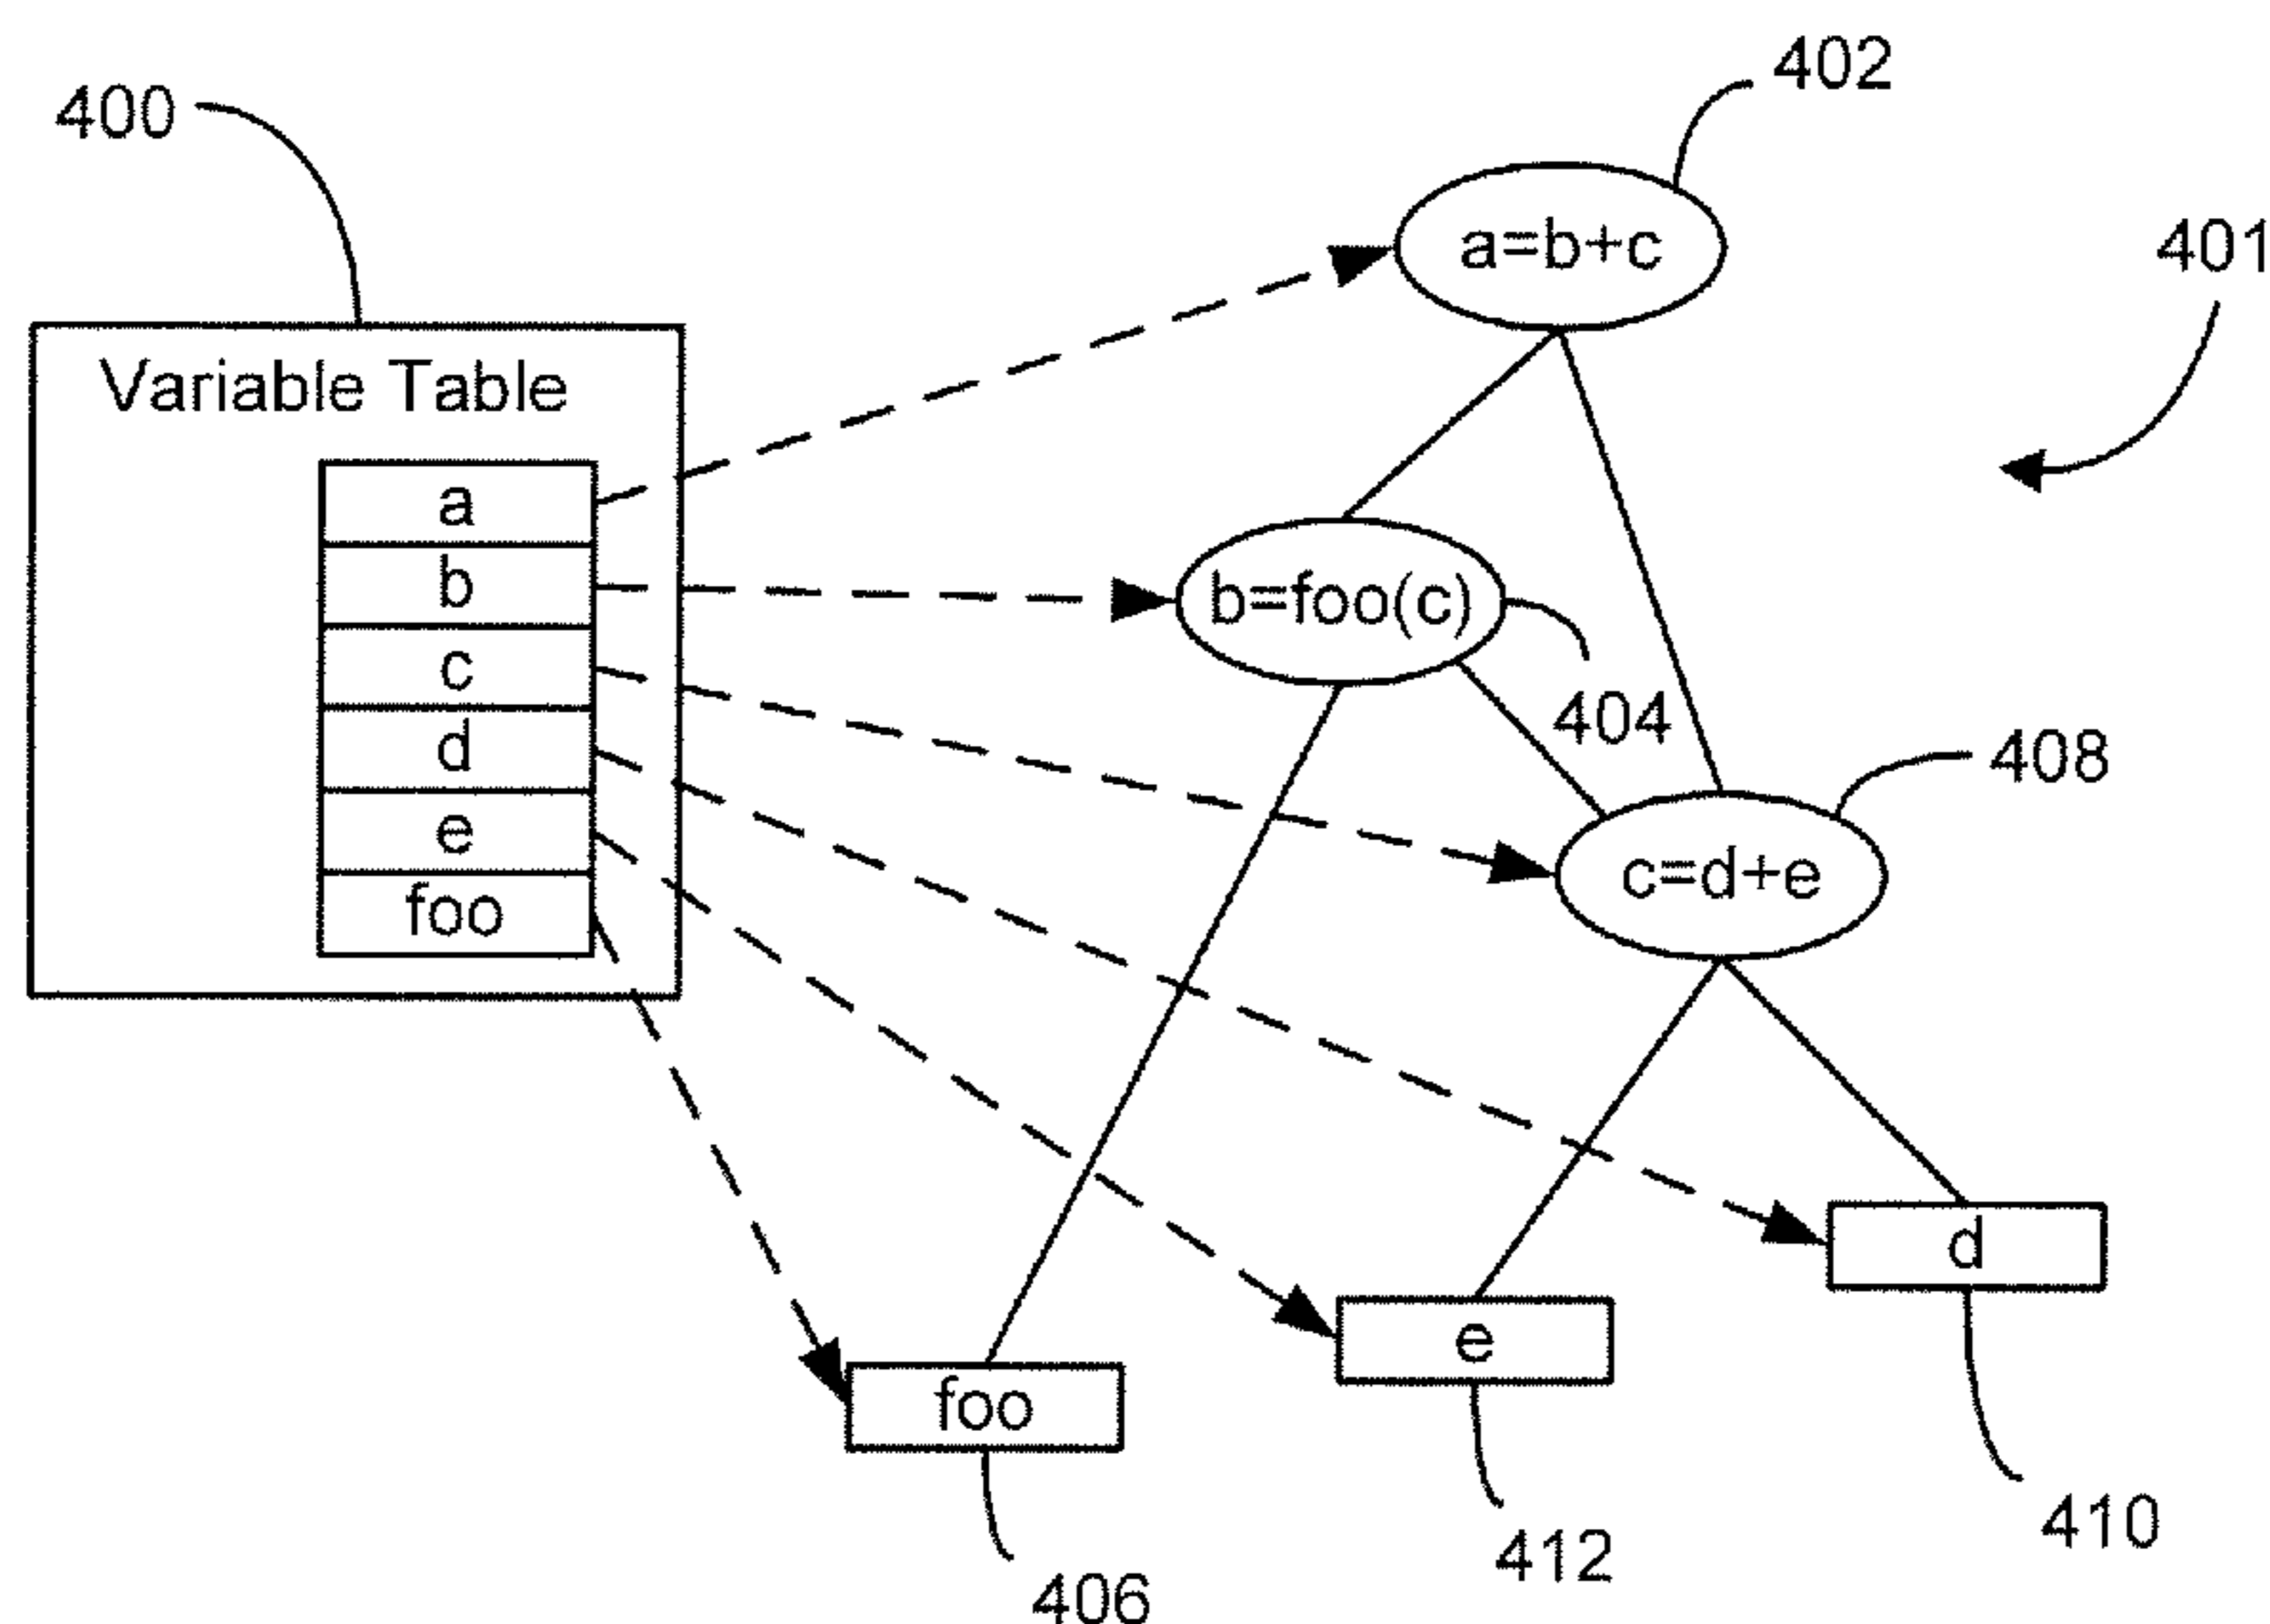 402
400
401
a=b+c
Variable Table
a
b
c
d
e
foo
b=foo(c)
404
408
c=d+e
d
e
foo
410
412
406